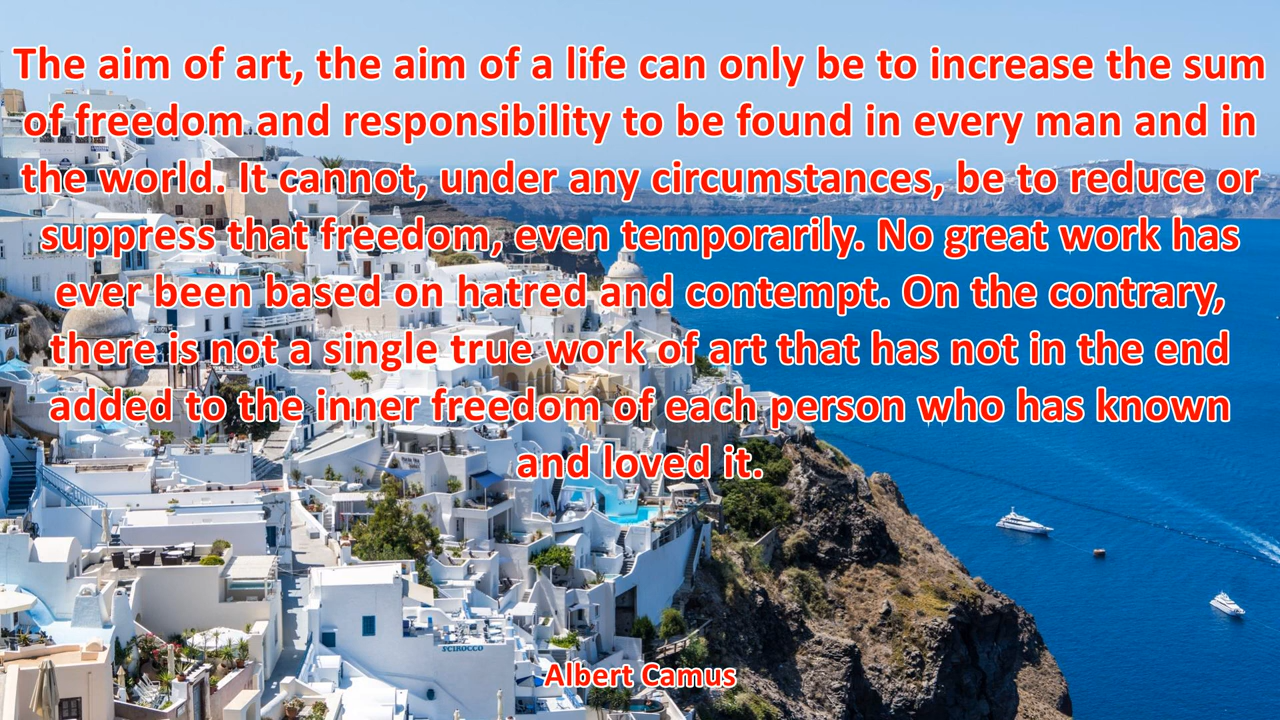 The aim of art, the aim of a life can only be to increase the sum
of freedom and responsibility to be found in every man and in
the world. It cannot, under any circumstances, be to reduce or
suppress that freedom, even temporarily. No great work has
ever been based on hatred and contempt. On the contrary,
there is not a single true work of art that has not in the end
added to the inner freedom of each person who has known
and loved it.
SCIROCCO
Albert Camus